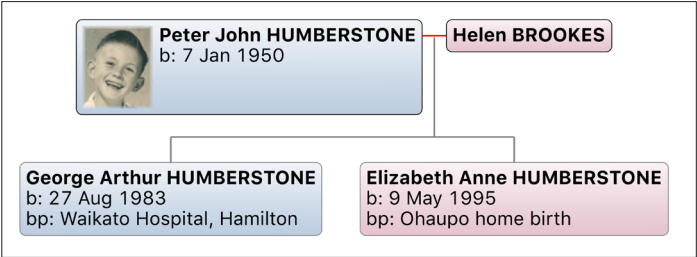 Peter John HUMBERSTONE
b: 7 Jan 1950
Helen BROOKES
George Arthur HUMBERSTONE
b: 27 Aug 1983
bp: Waikato Hospital, Hamilton
Elizabeth Anne HUMBERSTONE
b: 9 May 1995
bp: Ohaupo home birth